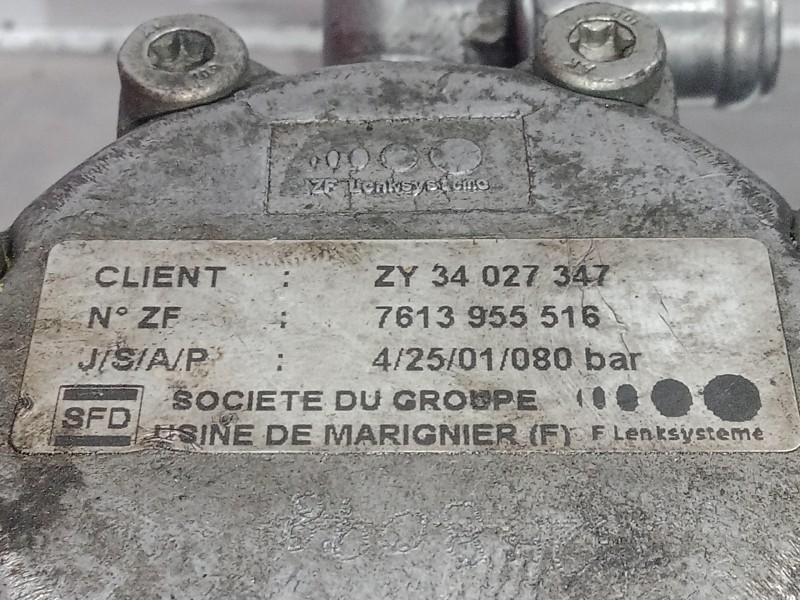 ZF Lenksysteme
CLIENT : ZY 34 027 347
N° ZF : 7613 955 516
J/S/A/P : 4/25/01/080 bar
SFD SOCIETE DU GROUPE
USINE DE MARIGNIER (F) F Lenksysteme